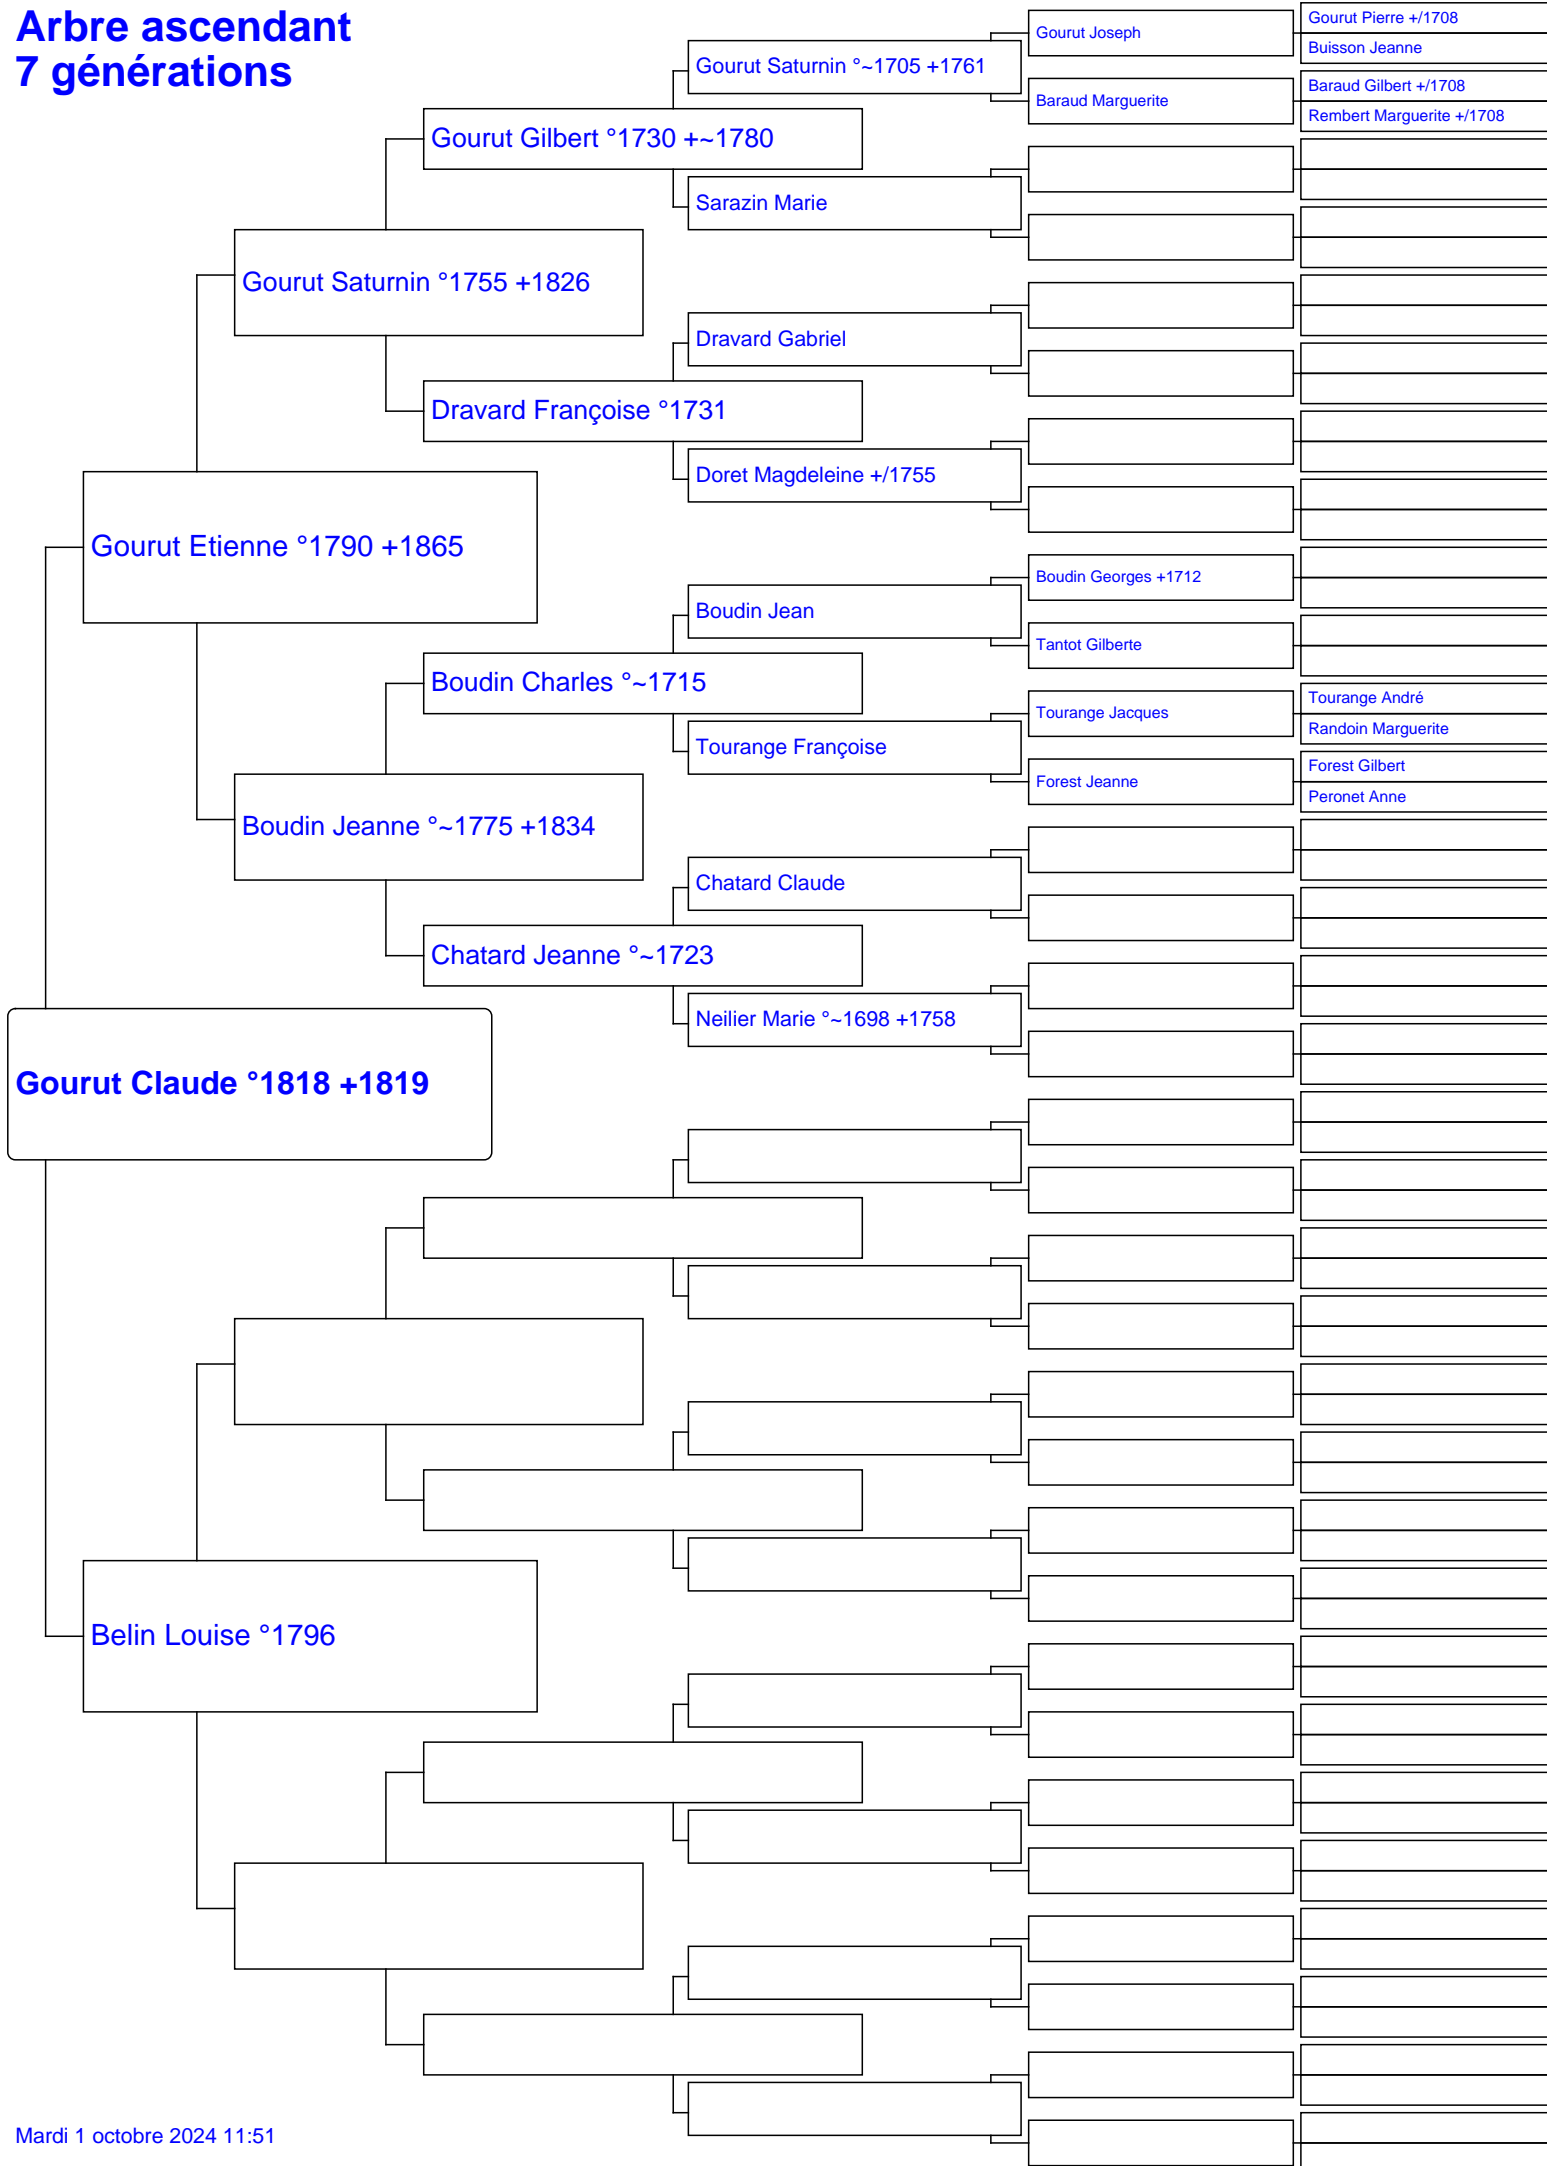 Arbre ascendant
7 générations
Gourut Pierre +/1708
Gourut Joseph
Buisson Jeanne
Gourut Saturnin °~1705 +1761
Baraud Gilbert +/1708
Baraud Marguerite
Rembert Marguerite +/1708
Gourut Gilbert °1730 +~1780
Sarazin Marie
Gourut Saturnin °1755 +1826
Dravard Gabriel
Dravard Françoise °1731
Doret Magdeleine +/1755
Gourut Etienne °1790 +1865
Boudin Georges +1712
Boudin Jean
Tantot Gilberte
Boudin Charles °~1715
Tourange André
Tourange Jacques
Randoin Marguerite
Tourange Françoise
Forest Gilbert
Forest Jeanne
Peronet Anne
Boudin Jeanne °~1775 +1834
Chatard Claude
Chatard Jeanne °~1723
Neilier Marie °~1698 +1758
Gourut Claude °1818 +1819
Belin Louise °1796
Mardi 1 octobre 2024 11:51